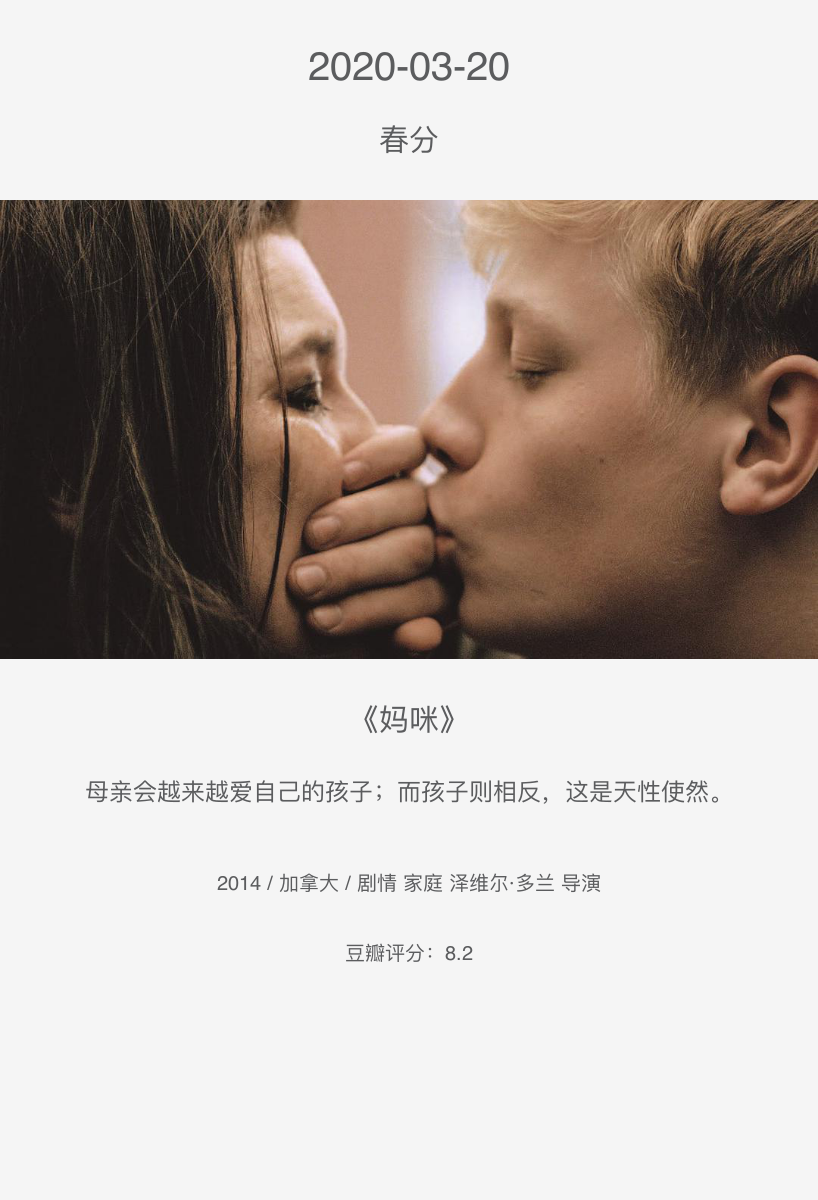 2020-03-20
春分
《妈咪》
母亲会越来越爱自己的孩子；而孩子则相反，这是天性使然。
2014 / 加拿大 / 剧情 家庭 泽维尔·多兰 导演
豆瓣评分：8.2